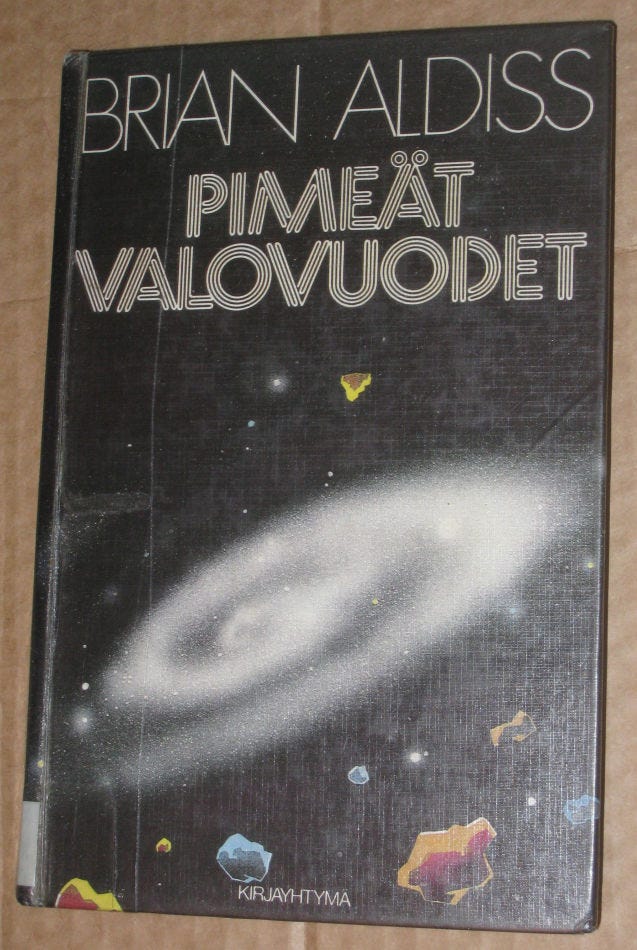 BRIAN ALDISS
PIMEÄT
VALOVUODET
KIRJAYHTYMÄ